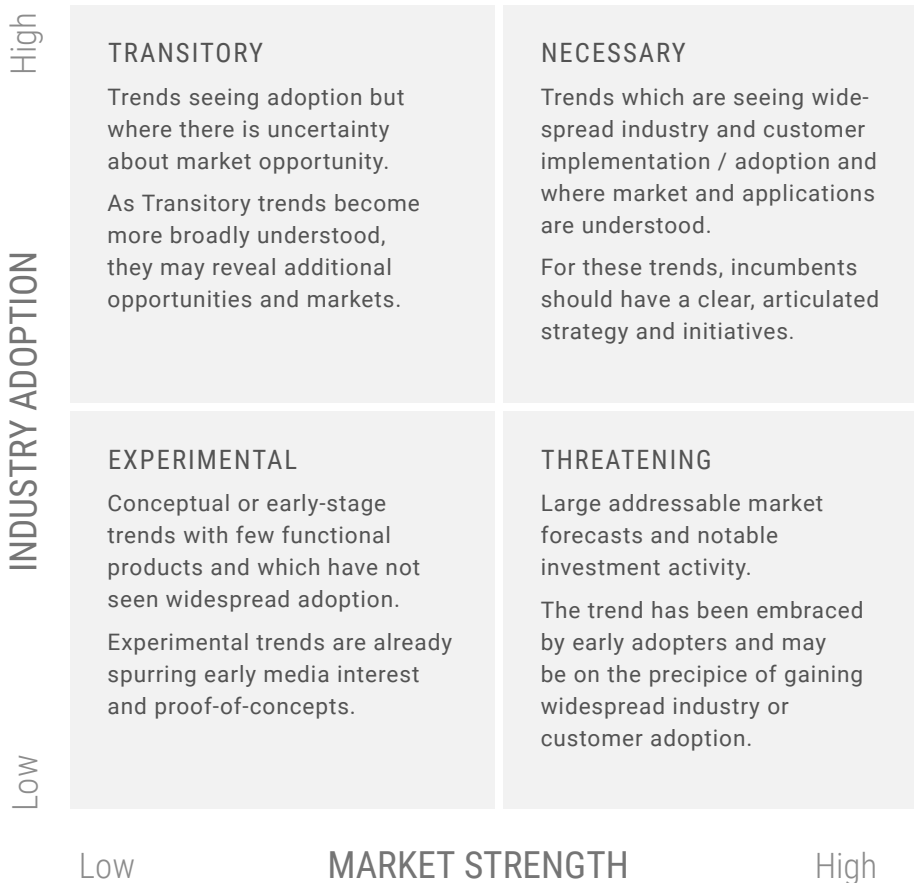 High
INDUSTRY ADOPTION
Low
TRANSITORY
Trends seeing adoption but
where there is uncertainty
about market opportunity.
As Transitory trends become
more broadly understood,
they may reveal additional
opportunities and markets.
NECESSARY
Trends which are seeing wide-
spread industry and customer
implementation / adoption and
where market and applications
are understood.
For these trends, incumbents
should have a clear, articulated
strategy and initiatives.
EXPERIMENTAL
Conceptual or early-stage
trends with few functional
products and which have not
seen widespread adoption.
Experimental trends are already
spurring early media interest
and proof-of-concepts.
THREATENING
Large addressable market
forecasts and notable
investment activity.
The trend has been embraced
by early adopters and may
be on the precipice of gaining
widespread industry or
customer adoption.
Low
MARKET STRENGTH
High